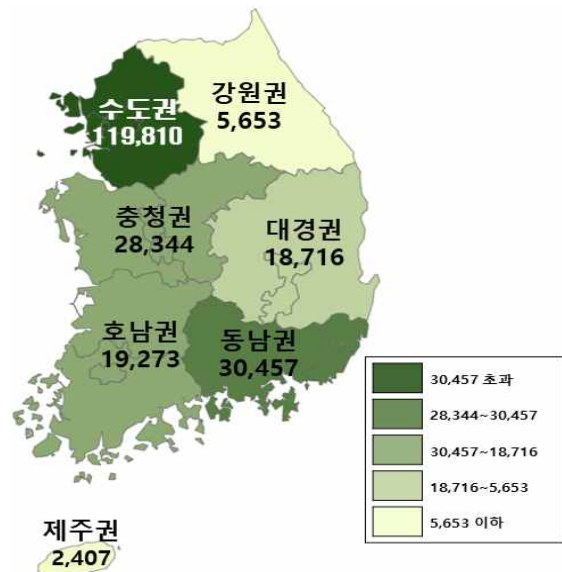 강원권
5,653
수도권
119,810
충청권
28,344
대경권
18,716
호남권
19,273
동남권
30,457
30,457 초과
28,344~30,457
30,457~18,716
18,716~5,653
5,653 이하
제주권
2,407